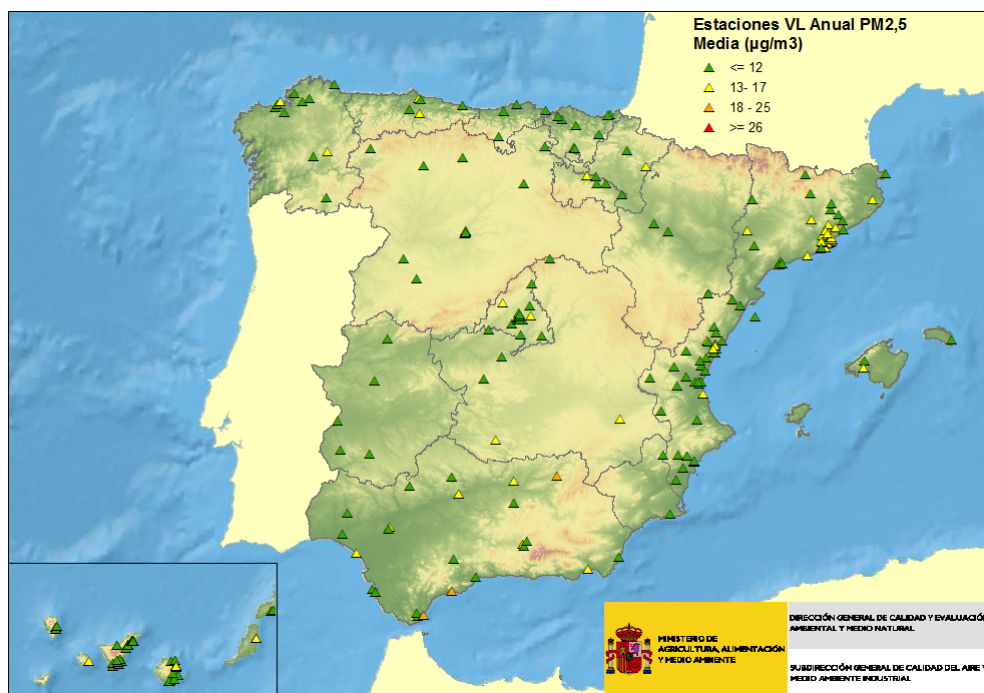 Estaciones VL Anual PM2,5
Media (µg/m3)
<= 12
13- 17
18 - 25
>= 26
MINISTERIO DE
AGRICULTURA, ALIMENTACIÓN
Y MEDIO AMBIENTE
DIRECCIÓN GENERAL DE CALIDAD Y EVALUACIÓ
AMBIENTAL Y MEDIO NATURAL
SUBDIRECCIÓN GENERAL DE CALIDAD DEL AIRE Y
MEDIO AMBIENTE INDUSTRIAL